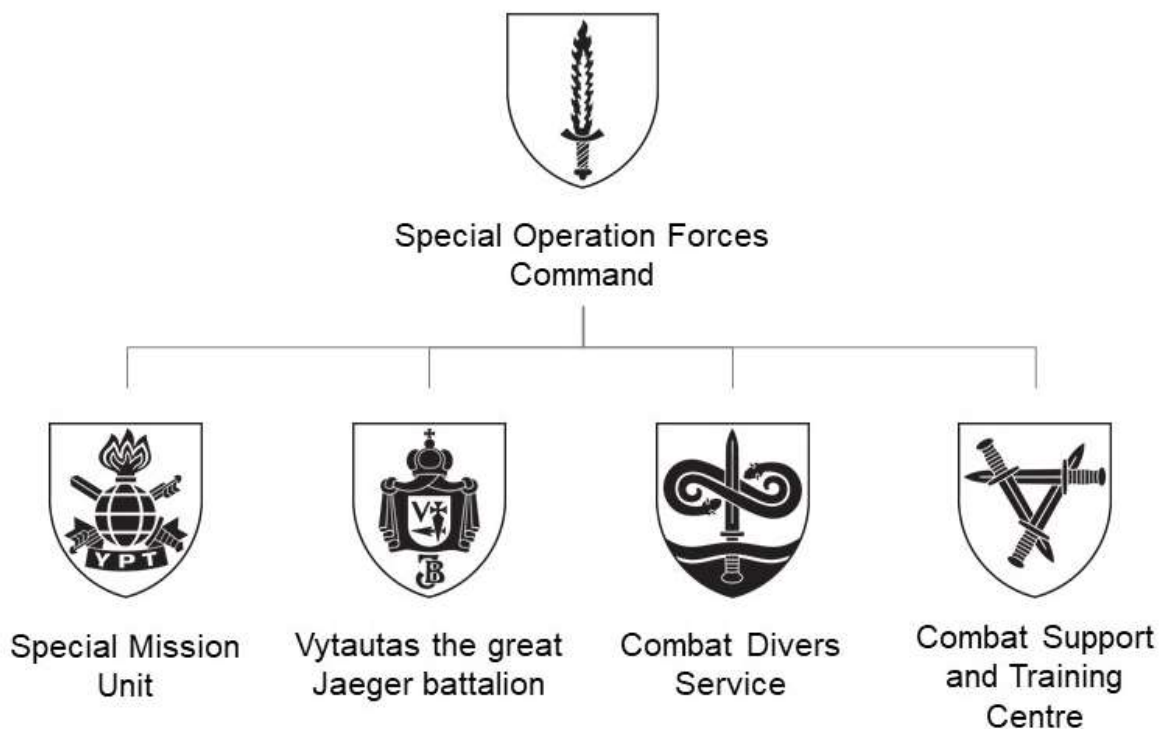 Special Operation Forces
Command
YPT
V
JB
Special Mission
Unit
Vytautas the great
Jaeger battalion
Combat Divers
Service
Combat Support
and Training
Centre